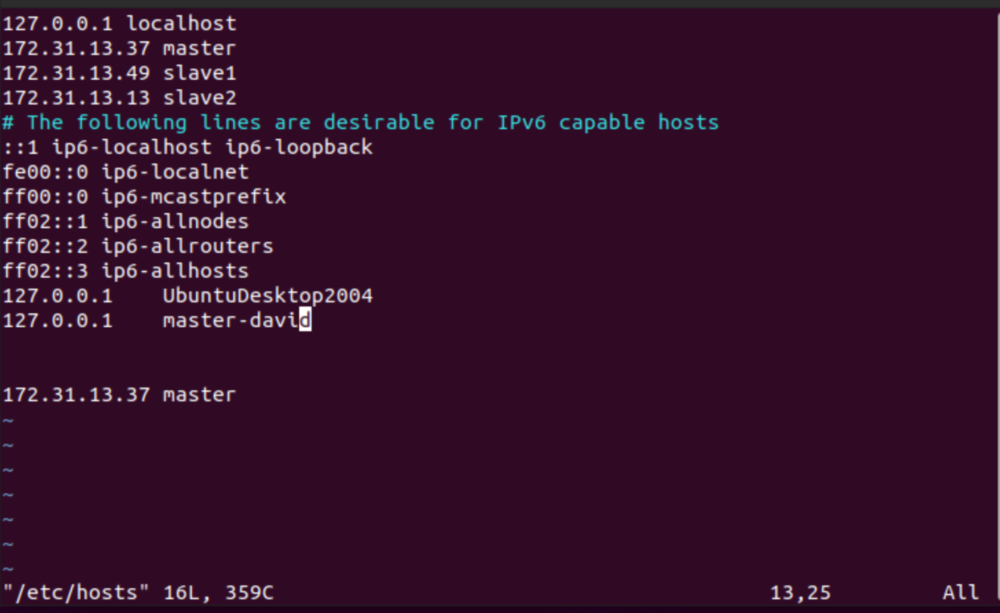 127.0.0.1 localhost
172.31.13.37 master
172.31.13.49 slave1
172.31.13.13 slave2
# The following lines are desirable for IPv6 capable hosts
::1 ip6-localhost ip6-loopback
fe00::0 ip6-localnet
ff00::0 ip6-mcastprefix
ff02::1 ip6-allnodes
ff02::2 ip6-allrouters
ff02::3 ip6-allhosts
127.0.0.1    UbuntuDesktop2004
127.0.0.1    master-david
172.31.13.37 master
~
~
~
~
~
~
~
"/etc/hosts" 16L, 359C    13,25    All